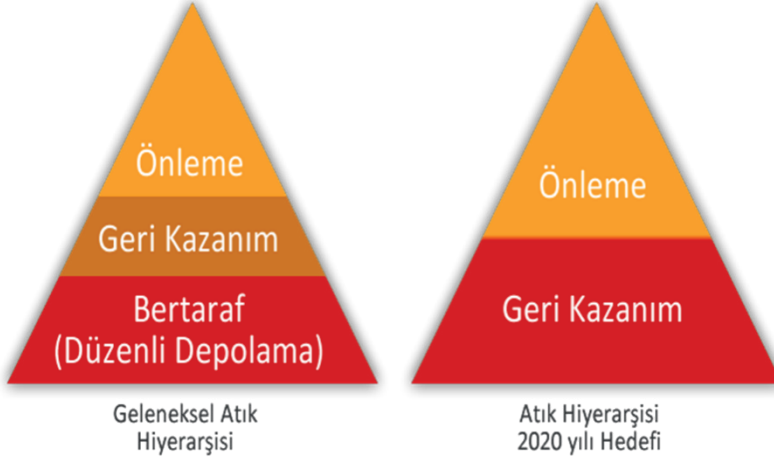 Önleme
Geri Kazanım
Bertaraf
(Düzenli Depolama)
Geleneksel Atık
Hiyerarşisi
Önleme
Geri Kazanım
Atık Hiyerarşisi
2020 yılı Hedefi